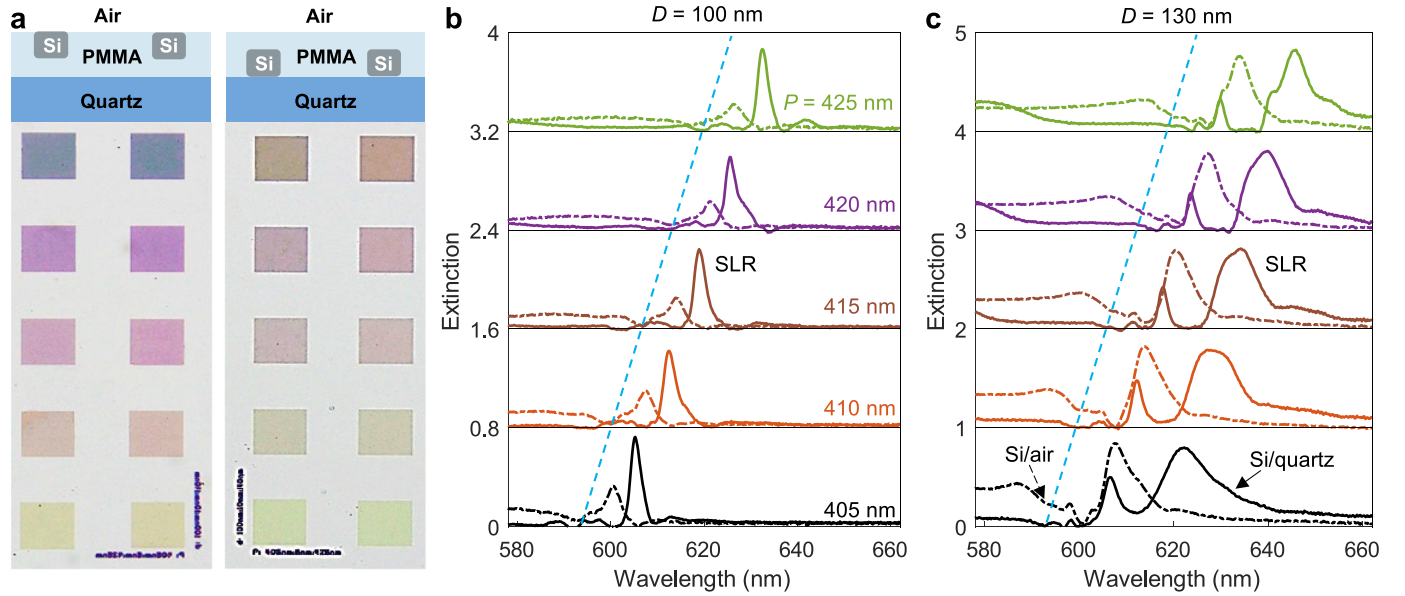 a
Air
Air
Si
Si
PMMA
Si
Si
PMMA
Quartz
Quartz
b
D = 100 nm
Extinction
4
3.2
2.4
1.6
0.8
0
P = 425 nm
420 nm
SLR
415 nm
410 nm
405 nm
580
600
620
640
660
Wavelength (nm)
c
D = 130 nm
Extinction
5
4
3
2
1
0
SLR
Si/air
Si/quartz
580
600
620
640
660
Wavelength (nm)